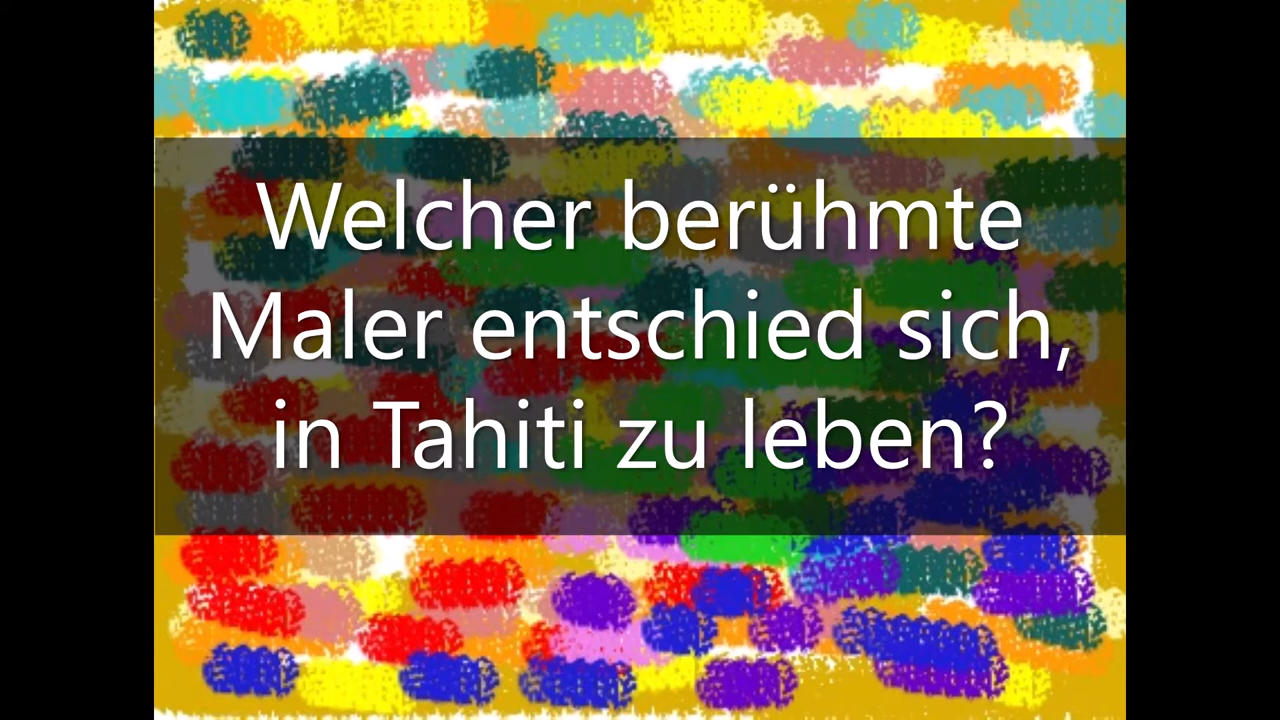 Welcher berühmte
Maler entschied sich,
in Tahiti zu leben?